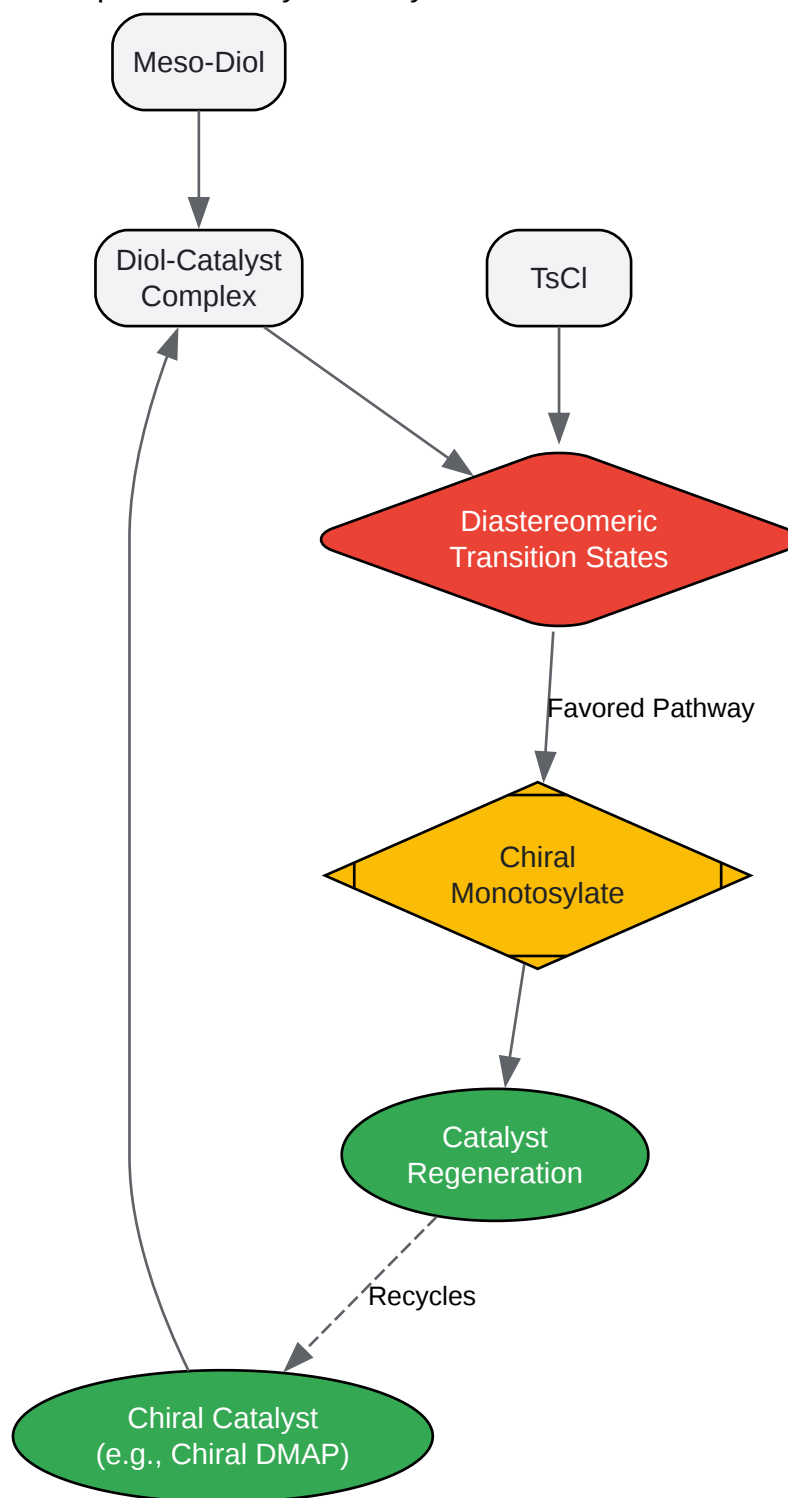 Meso-Diol
Diol-Catalyst
Complex
TsCl
Diastereomeric
Transition States
Favored Pathway
Chiral
Monotosylate
Catalyst
Regeneration
Recycles
Chiral Catalyst
(e.g., Chiral DMAP)